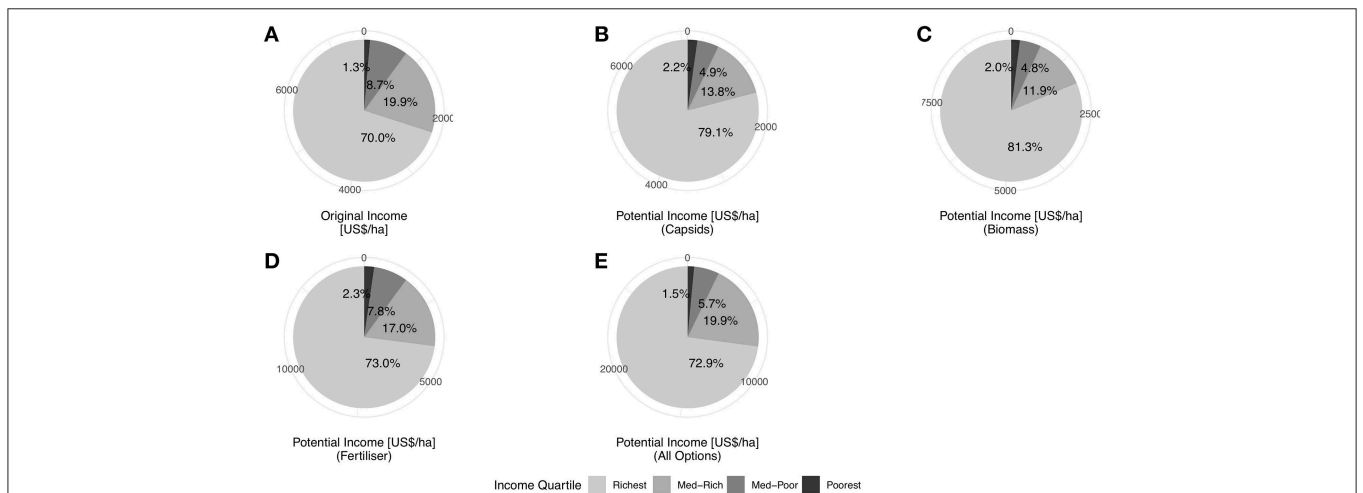 A
0
1.3%
8.7%
6000
19.9%
2000
70.0%
4000
Original Income
[US$/ha]
B
0
6000
2.2%
4.9%
13.8%
2000
79.1%
4000
Potential Income [US$/ha]
(Capsids)
C
0
2.0%
4.8%
11.9%
7500
2500
81.3%
5000
Potential Income [US$/ha]
(Biomass)
D
0
2.3%
7.8%
17.0%
73.0%
10000
5000
Potential Income [US$/ha]
(Fertiliser)
E
0
1.5%
5.7%
19.9%
72.9%
20000
10000
Potential Income [US$/ha]
(All Options)
Income Quartile Richest Med-Rich Med-Poor Poorest